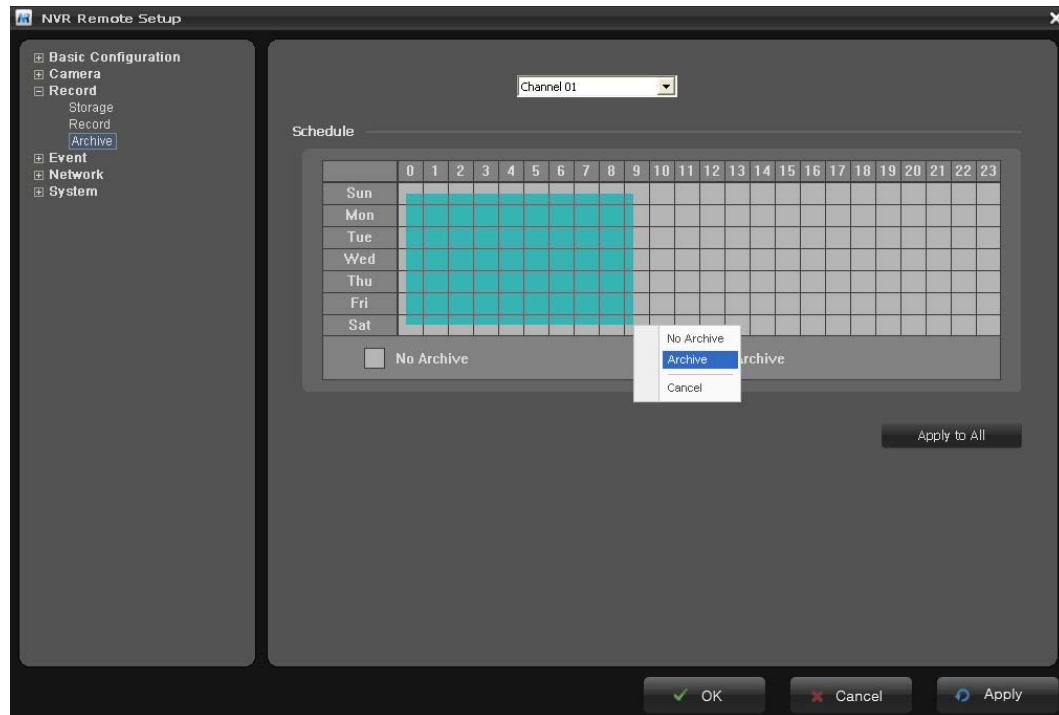 NVR Remote Setup
Basic Configuration
Camera
Record
Storage
Record
Archive
Event
Network
System
Channel 01
Schedule
0 1 2 3 4 5 6 7 8 9 10 11 12 13 14 15 16 17 18 19 20 21 22 23
Sun
Mon
Tue
Wed
Thu
Fri
Sat
No Archive
No Archive
Archive
Cancel
rchive
Apply to All
OK
Cancel
Apply